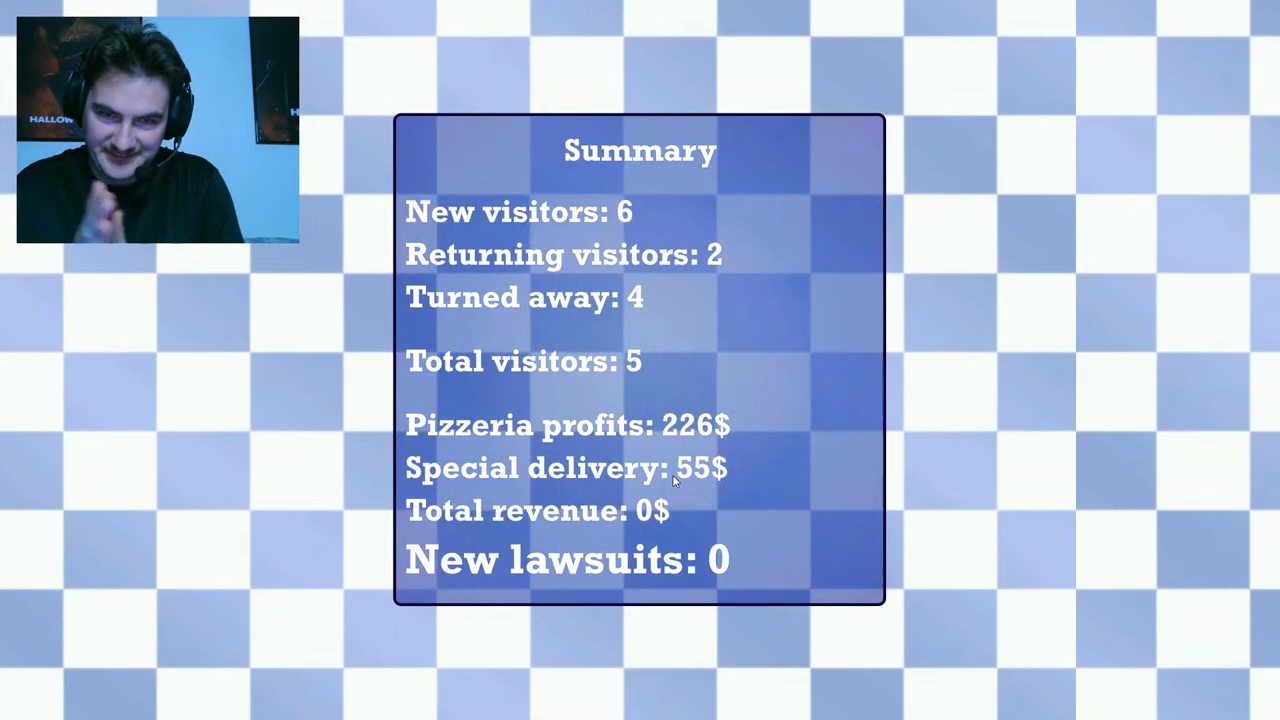 HALLOW
Summary
New visitors: 6
Returning visitors: 2
Turned away: 4
Total visitors: 5
Pizzeria profits: 226$
Special delivery: 55$
Total revenue: 0$
New lawsuits: 0